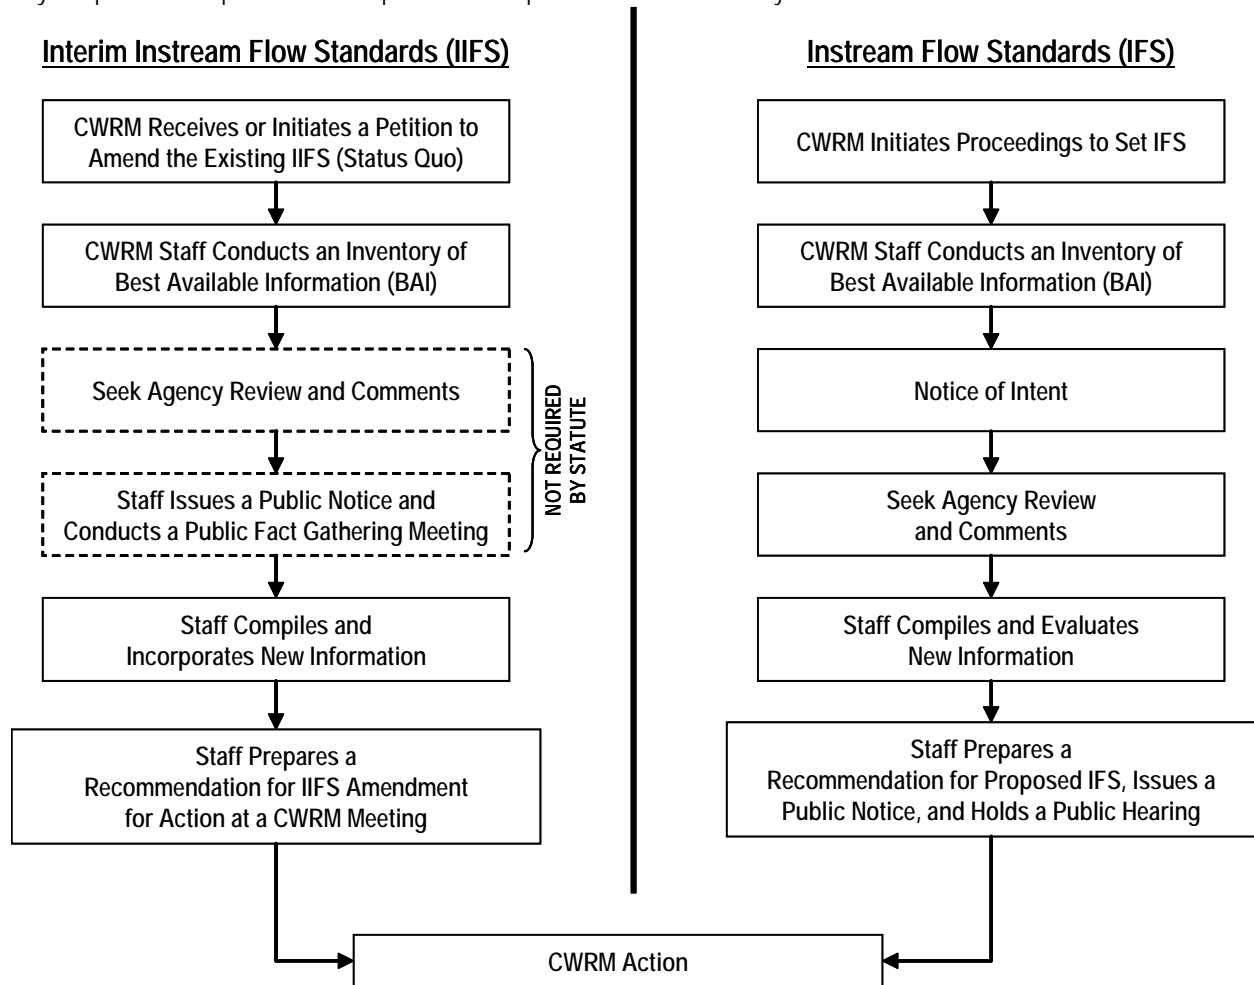 Interim Instream Flow Standards (IIFS)
CWRM Receives or Initiates a Petition to
Amend the Existing IIFS (Status Quo)
CWRM Staff Conducts an Inventory of
Best Available Information (BAI)
Seek Agency Review and Comments
Staff Issues a Public Notice and
Conducts a Public Fact Gathering Meeting
NOT REQUIRED
BY STATUTE
Staff Compiles and
Incorporates New Information
Staff Prepares a
Recommendation for IIFS Amendment
for Action at a CWRM Meeting
Instream Flow Standards (IFS)
CWRM Initiates Proceedings to Set IFS
CWRM Staff Conducts an Inventory of
Best Available Information (BAI)
Notice of Intent
Seek Agency Review
and Comments
Staff Compiles and Evaluates
New Information
Staff Prepares a
Recommendation for Proposed IFS, Issues a
Public Notice, and Holds a Public Hearing
CWRM Action